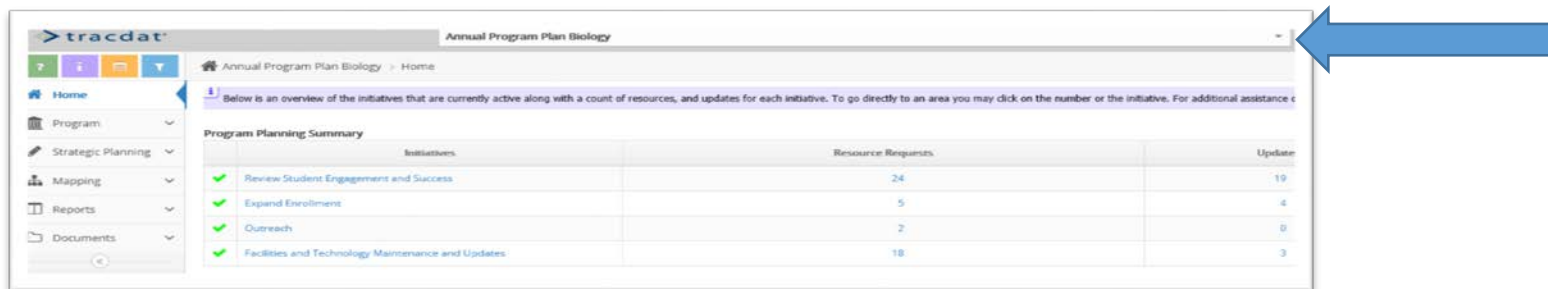 tracdat
Annual Program Plan Biology
? i
Annual Program Plan Biology > Home
Home
i Below is an overview of the initiatives that are currently active along with a count of resources, and updates for each initiative. To go directly to an area you may click on the number or the initiative. For additional assistance
Program
Program Planning Summary
Strategic Planning
Initiatives Resource Requests Update
Review Student Engagement and Success 24 19
Mapping
Expand Enrollment 5 4
Reports
Outreach 2 0
Documents
Facilities and Technology Maintenance and Updates 18 3